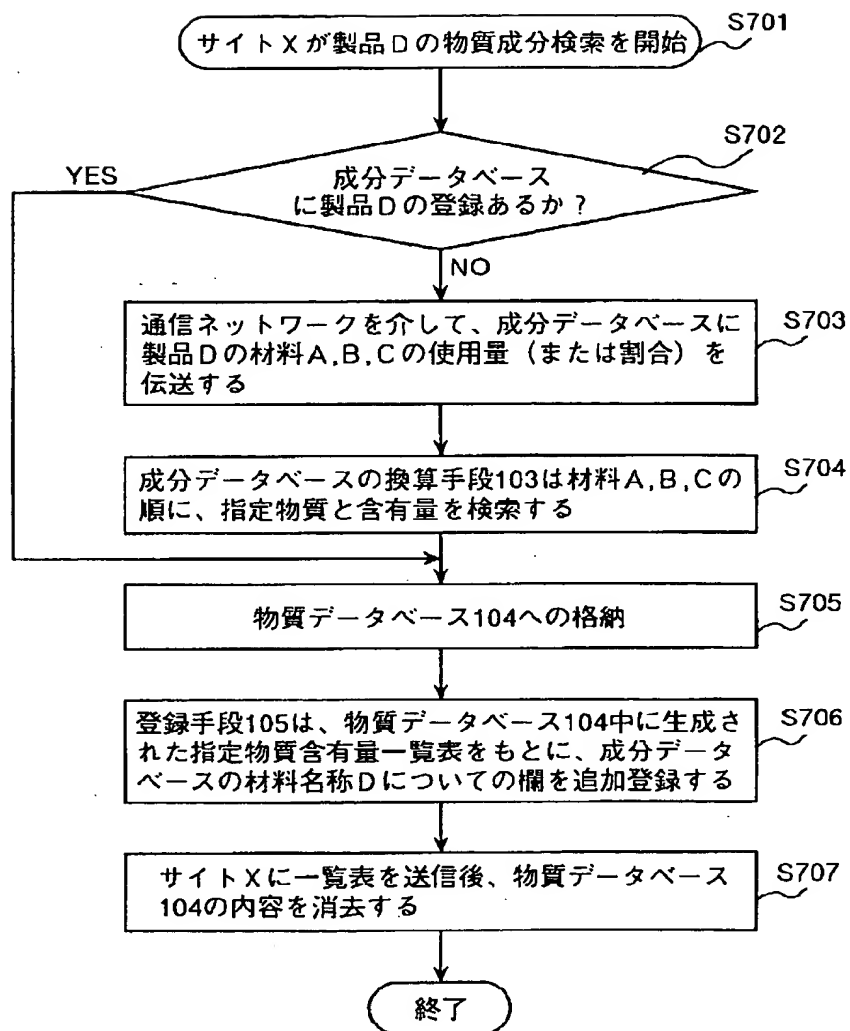 サイトXが製品Dの物質成分検索を開始
S701
S702
YES
成分データベース
に製品Dの登録あるか？
NO
通信ネットワークを介して、成分データベースに
製品Dの材料A,B,Cの使用量（または割合）を
伝送する
S703
成分データベースの換算手段103は材料A,B,Cの
順に、指定物質と含有量を検索する
S704
物質データベース104への格納
S705
登録手段105は、物質データベース104中に生成さ
れた指定物質含有量一覧表をもとに、成分データ
ベースの材料名称Dについての欄を追加登録する
S706
サイトXに一覧表を送信後、物質データベース
104の内容を消去する
S707
終了